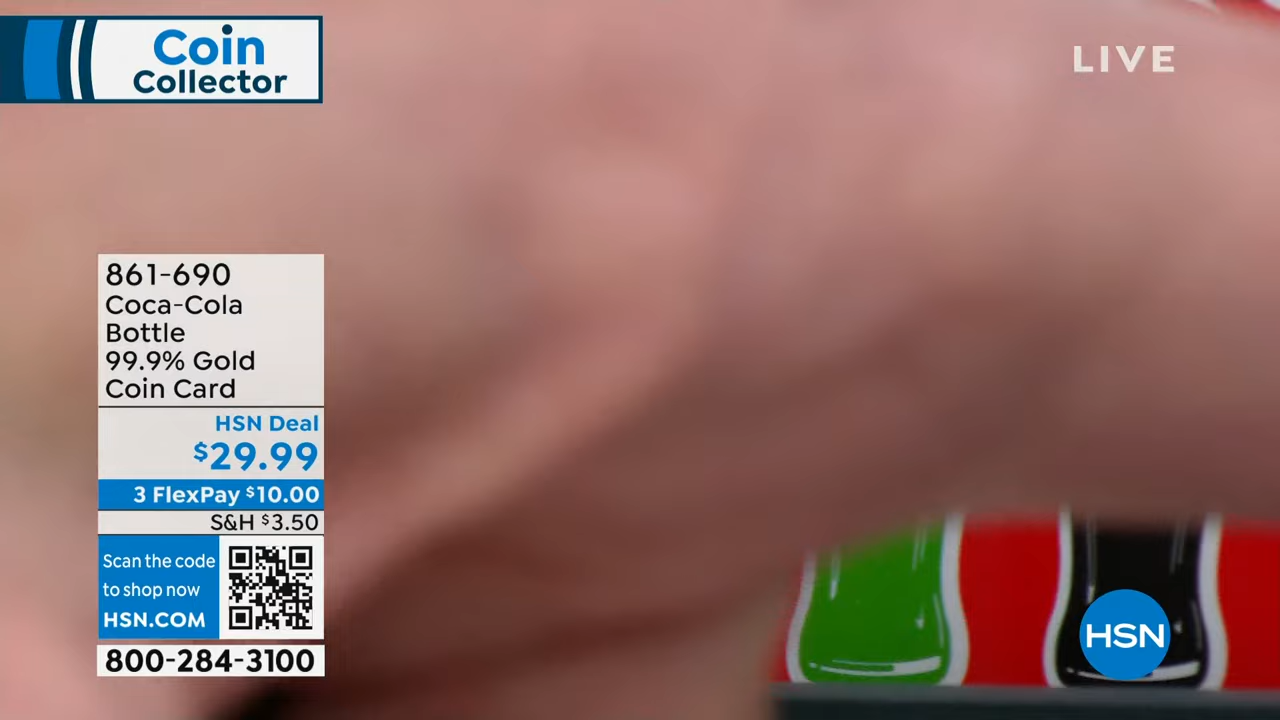 Coin
Collector
LIVE
861-690
Coca-Cola
Bottle
99.9% Gold
Coin Card
HSN Deal
$29.99
3 FlexPay $10.00
S&H $3.50
Scan the code
to shop now
HSN.COM
800-284-3100
HSN